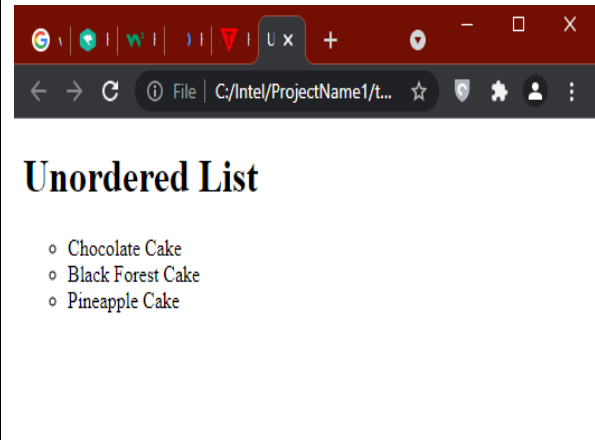 U
File
C:/Intel/ProjectName1/t...
Unordered List
Chocolate Cake
Black Forest Cake
Pineapple Cake